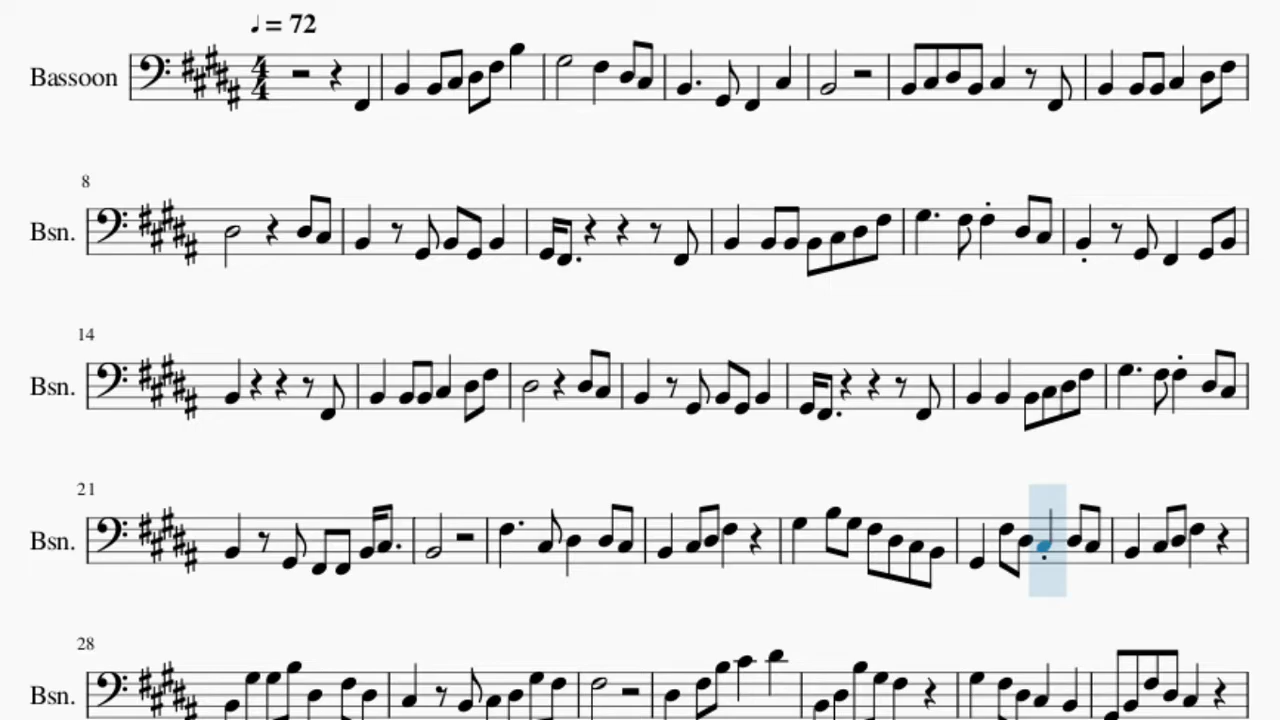 ♩ = 72
Bassoon 4 4
8
Bsn.
14
Bsn.
21
Bsn.
28
Bsn.